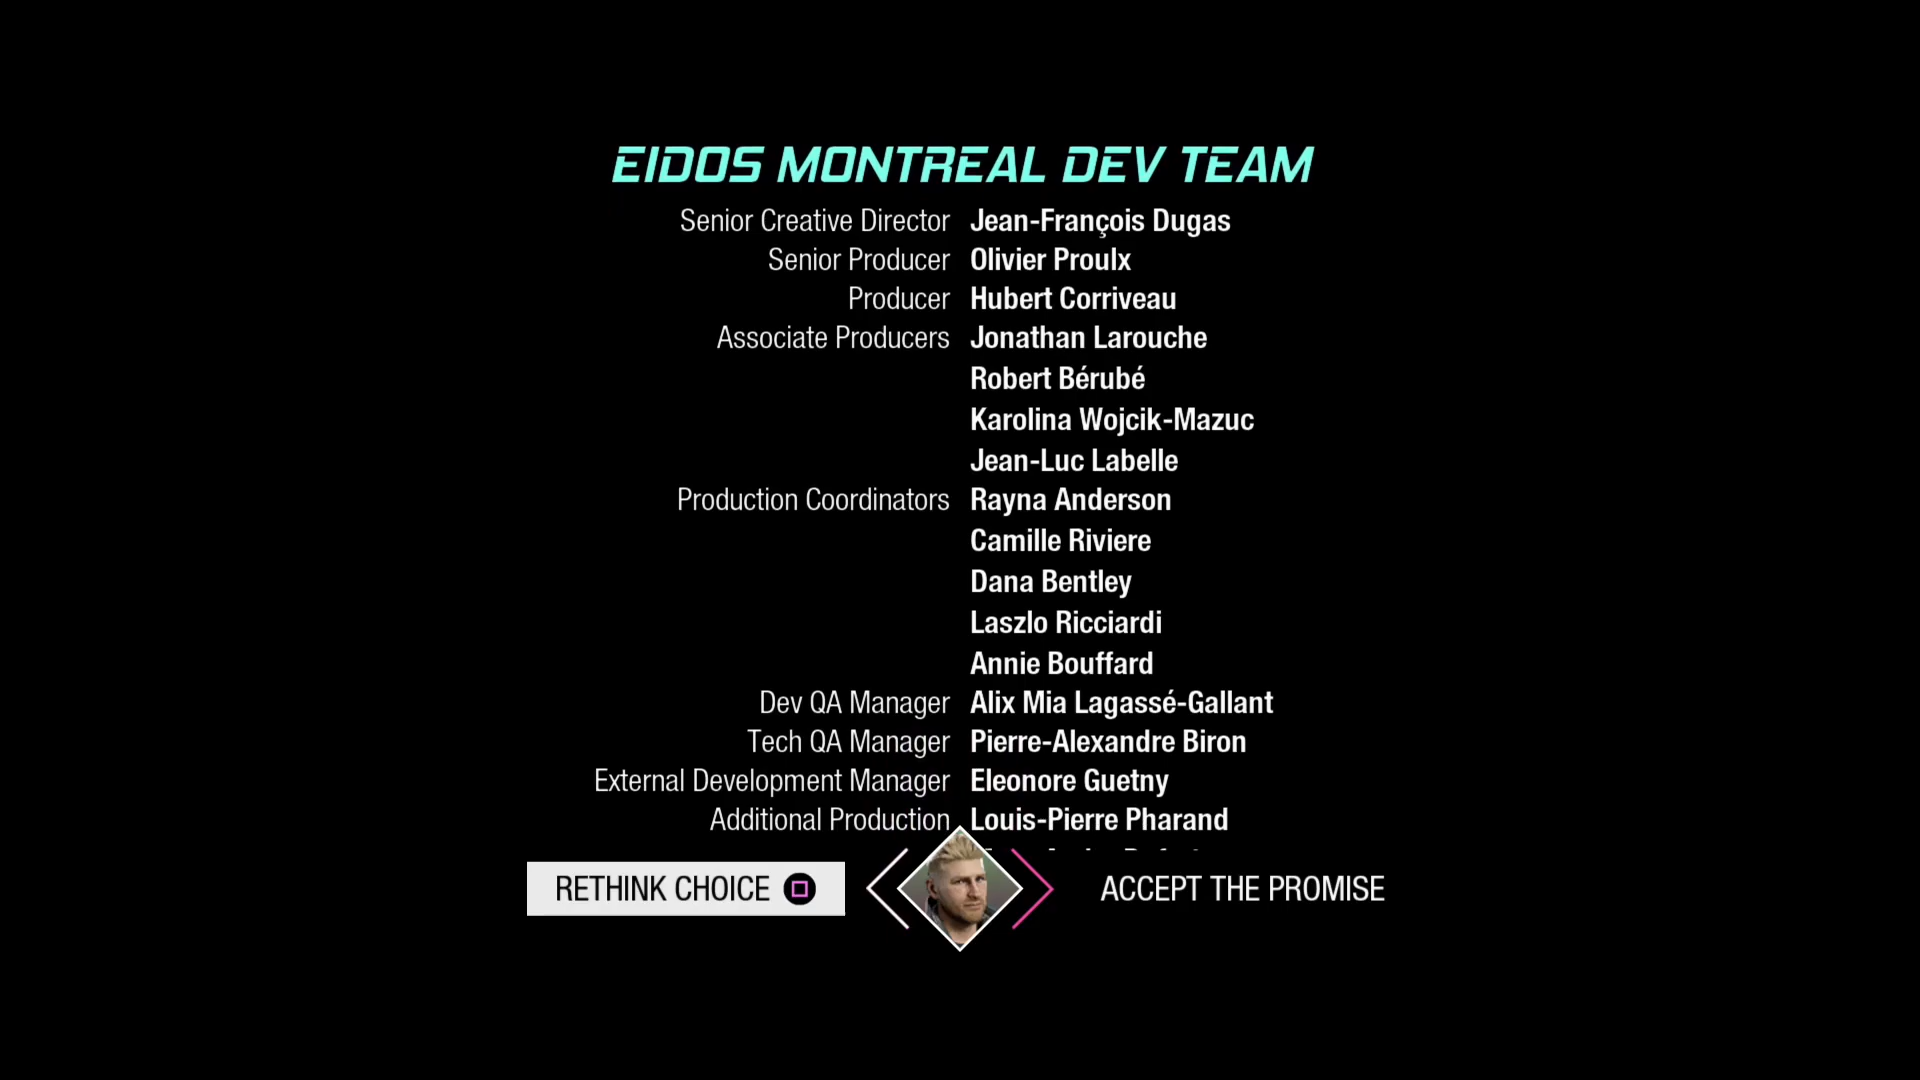 EIDOS MONTREAL DEV TEAM
Senior Creative Director Jean-François Dugas
Senior Producer Olivier Proulx
Producer Hubert Corriveau
Associate Producers Jonathan Larouche
Robert Bérubé
Karolina Wojcik-Mazuc
Jean-Luc Labelle
Production Coordinators Rayna Anderson
Camille Riviere
Dana Bentley
Laszlo Ricciardi
Annie Bouffard
Dev QA Manager Alix Mia Lagassé-Gallant
Tech QA Manager Pierre-Alexandre Biron
External Development Manager Eleonore Guetny
Additional Production Louis-Pierre Pharand
RETHINK CHOICE ACCEPT THE PROMISE